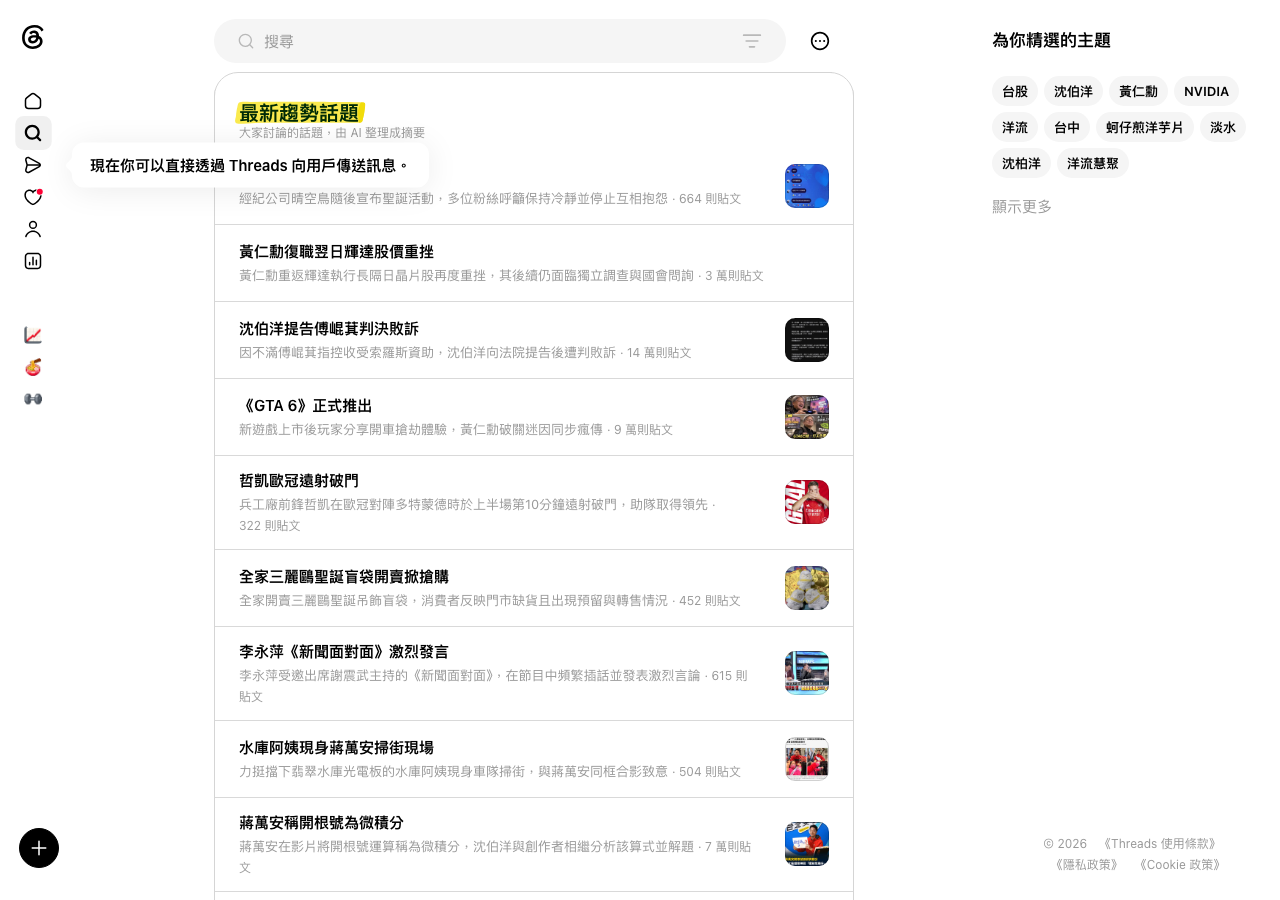 搜尋
最新趨勢話題
大家討論的話題，由 AI 整理成摘要
現在你可以直接透過 Threads 向用戶傳送訊息。
經紀公司晴空鳥隨後宣布聖誕活動，多位粉絲呼籲保持冷靜並停止互相抱怨 · 664 則貼文
黃仁勳復職翌日輝達股價重挫
黃仁勳重返輝達執行長隔日晶片股再度重挫，其後續仍面臨獨立調查與國會問詢 · 3 萬則貼文
沈伯洋提告傅崐萁判決敗訴
因不滿傅崐萁指控收受索羅斯資助，沈伯洋向法院提告後遭判敗訴 · 14 萬則貼文
《GTA 6》正式推出
新遊戲上市後玩家分享開車搶劫體驗，黃仁勳破關迷因同步瘋傳 · 9 萬則貼文
哲凱歐冠遠射破門
兵工廠前鋒哲凱在歐冠對陣多特蒙德時於上半場第10分鐘遠射破門，助隊取得領先 ·
322 則貼文
全家三麗鷗聖誕盲袋開賣掀搶購
全家開賣三麗鷗聖誕吊飾盲袋，消費者反映門市缺貨且出現預留與轉售情況 · 452 則貼文
李永萍《新聞面對面》激烈發言
李永萍受邀出席謝震武主持的《新聞面對面》，在節目中頻繁插話並發表激烈言論 · 615 則
貼文
水庫阿姨現身蔣萬安掃街現場
力挺擋下翡翠水庫光電板的水庫阿姨現身車隊掃街，與蔣萬安同框合影致意 · 504 則貼文
蔣萬安稱開根號為微積分
蔣萬安在影片將開根號運算稱為微積分，沈伯洋與創作者相繼分析該算式並解題 · 7 萬則貼
文
為你精選的主題
台股 沈伯洋 黃仁勳 NVIDIA
洋流 台中 蚵仔煎洋芋片 淡水
沈柏洋 洋流慧聚
顯示更多
© 2026 《Threads 使用條款》
《隱私政策》 《Cookie 政策》